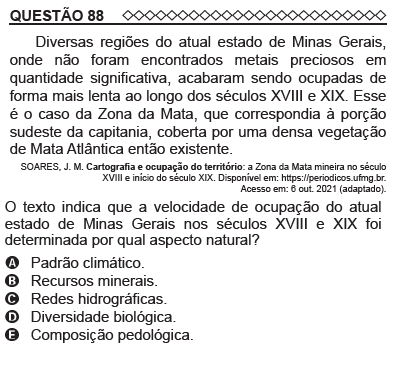 QUESTÃO 88
Diversas regiões do atual estado de Minas Gerais,
onde não foram encontrados metais preciosos em
quantidade significativa, acabaram sendo ocupadas de
forma mais lenta ao longo dos séculos XVIII e XIX. Esse
é o caso da Zona da Mata, que correspondia à porção
sudeste da capitania, coberta por uma densa vegetação
de Mata Atlântica então existente.
SOARES, J. M. Cartografia e ocupação do território: a Zona da Mata mineira no século
XVIII e início do século XIX. Disponível em: https://periodicos.ufmg.br.
Acesso em: 6 out. 2021 (adaptado).
O texto indica que a velocidade de ocupação do atual
estado de Minas Gerais nos séculos XVIII e XIX foi
determinada por qual aspecto natural?
A Padrão climático.
B Recursos minerais.
C Redes hidrográficas.
D Diversidade biológica.
E Composição pedológica.